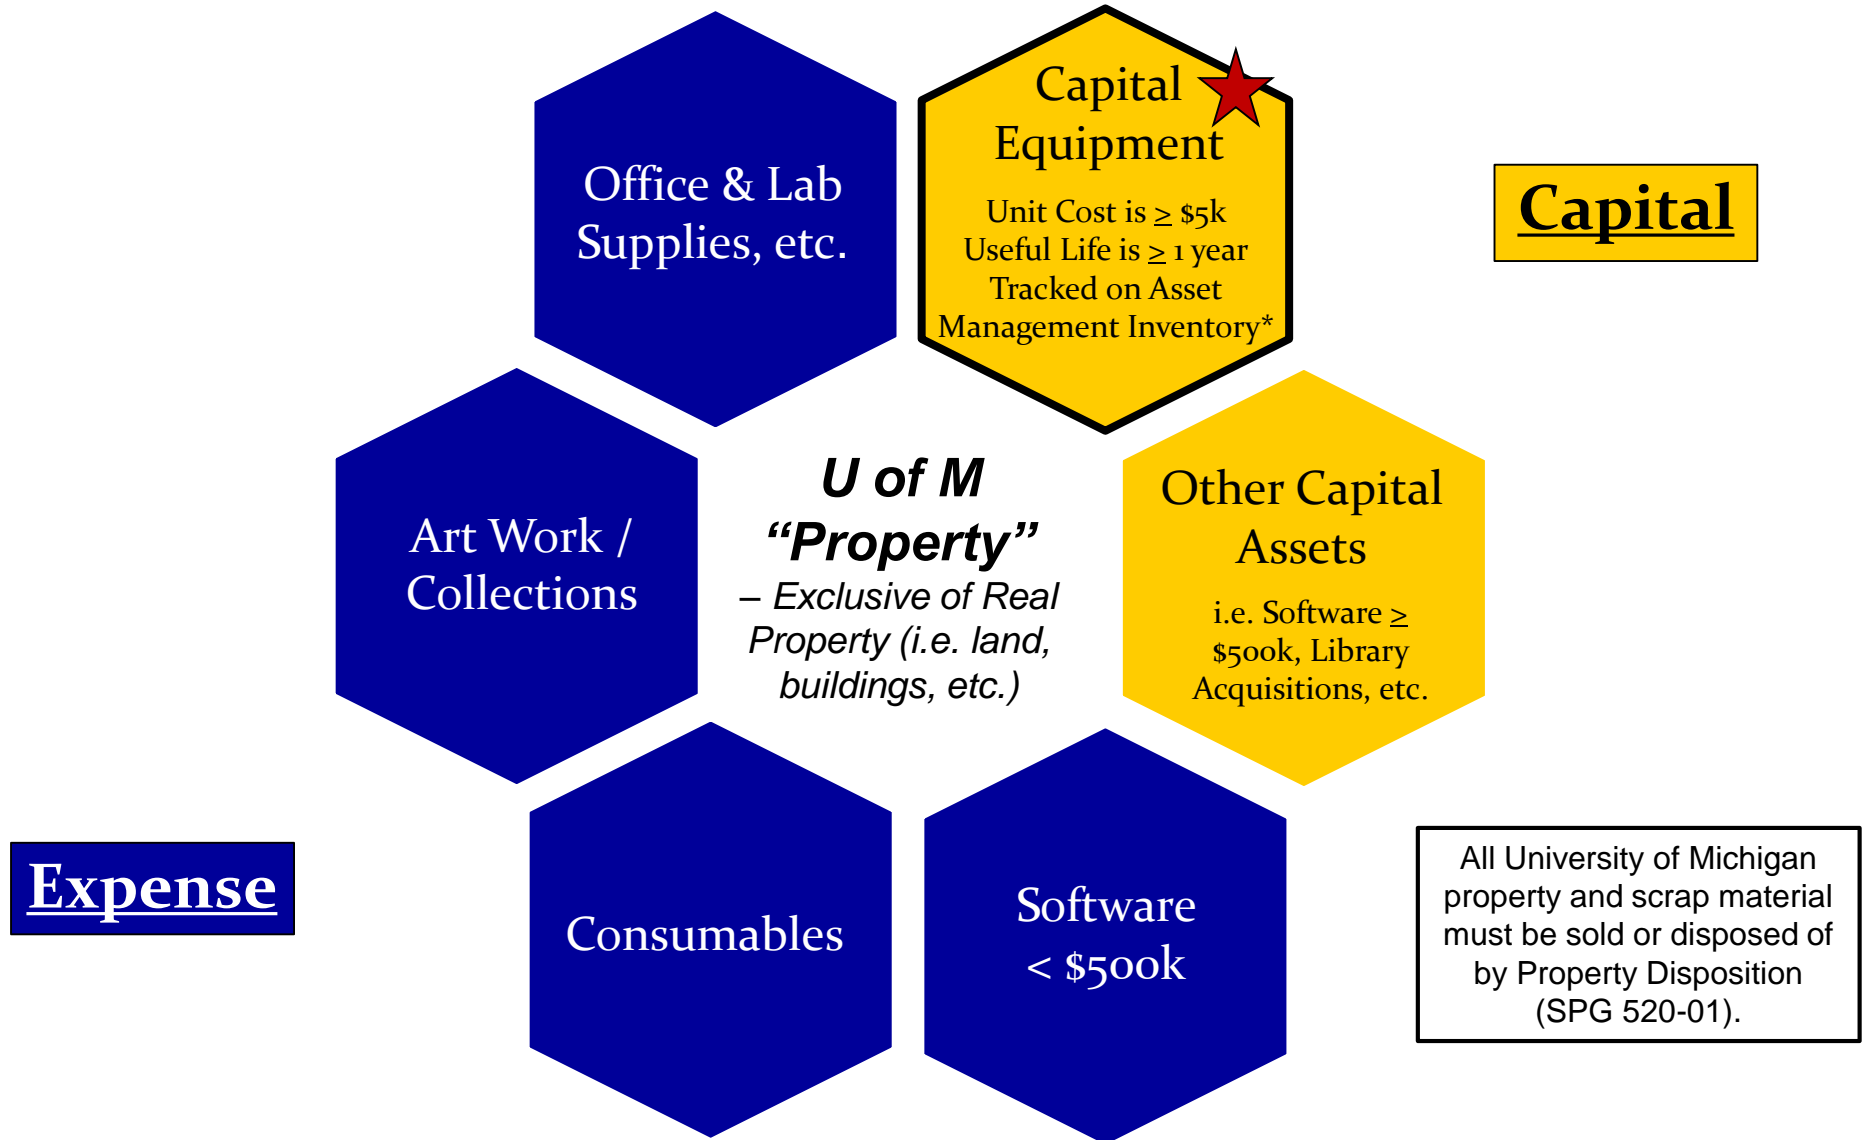 Capital
Equipment
Unit Cost is ≥ $5k
Useful Life is ≥ 1 year
Tracked on Asset
Management Inventory*
Office & Lab
Supplies, etc.
Capital
U of M
“Property”
– Exclusive of Real
Property (i.e. land,
buildings, etc.)
Art Work /
Collections
Other Capital
Assets
i.e. Software ≥
$500k, Library
Acquisitions, etc.
Expense
Consumables
Software
< $500k
All University of Michigan
property and scrap material
must be sold or disposed of
by Property Disposition
(SPG 520-01).